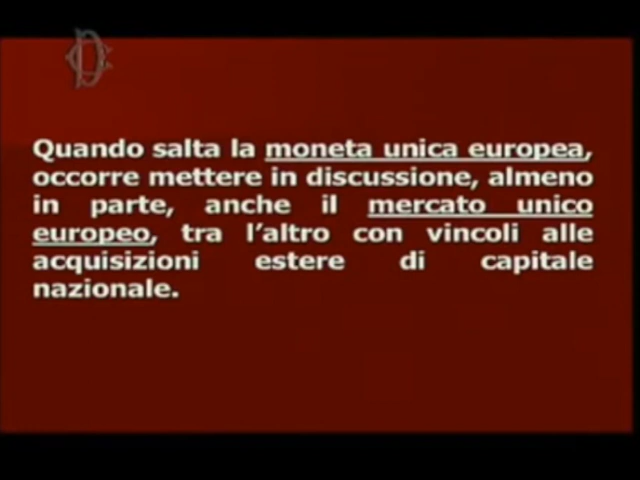 Quando salta la moneta unica europea,
occorre mettere in discussione, almeno
in parte, anche il mercato unico
europeo, tra l'altro con vincoli alle
acquisizioni estere di capitale
nazionale.